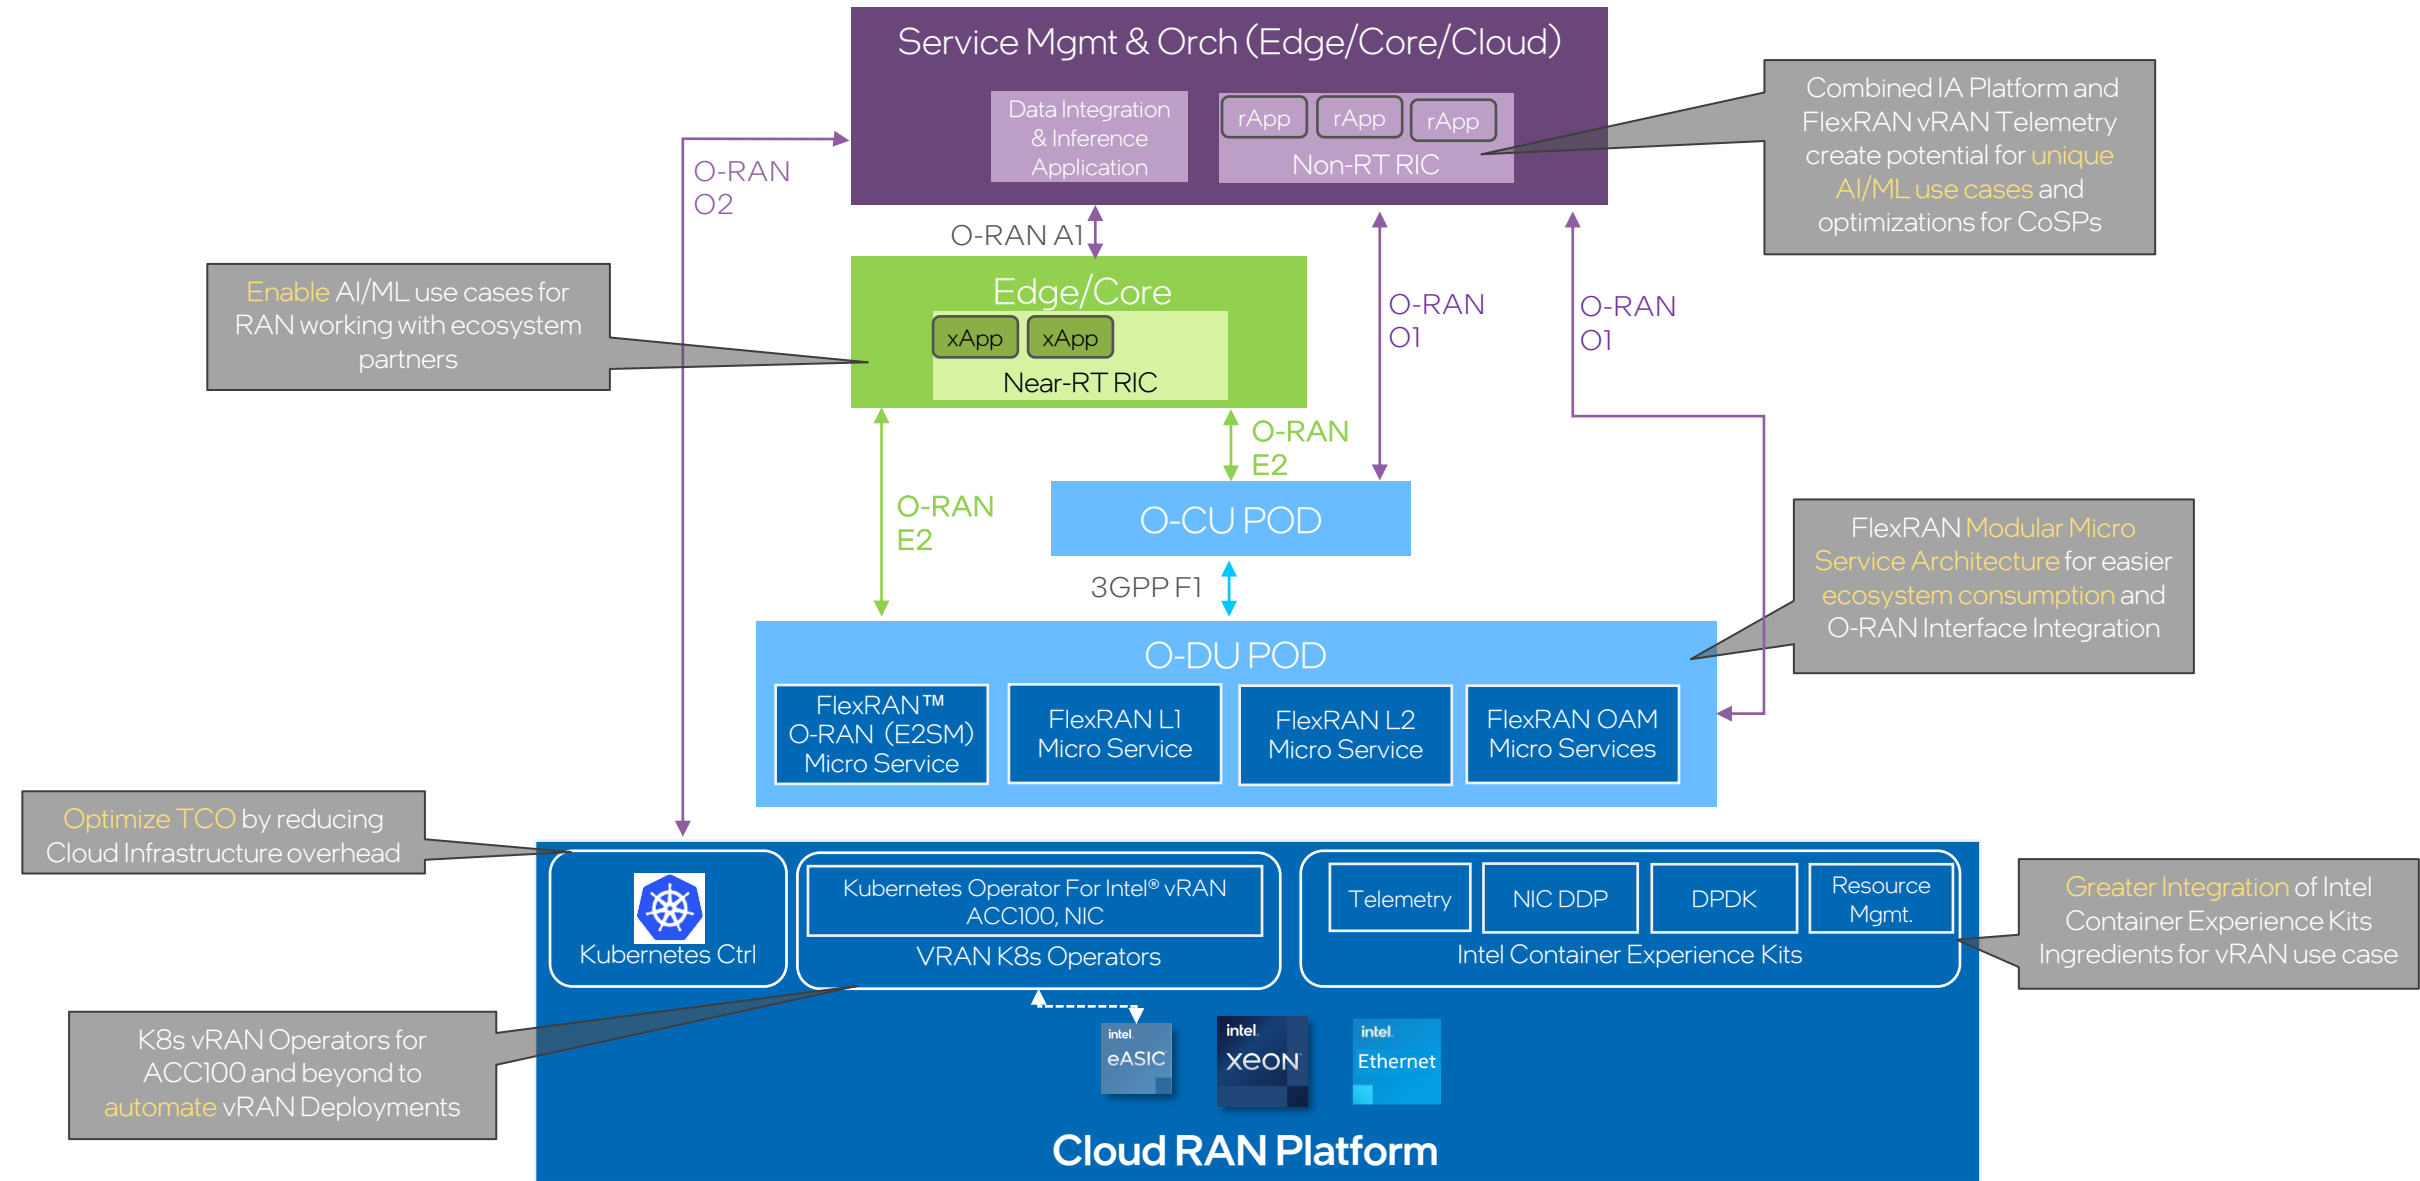 Service Mgmt & Orch (Edge/Core/Cloud)
Data Integration
& Inference
Application
rApp
rApp
rApp
Non-RT RIC
Combined IA Platform and
FlexRAN vRAN Telemetry
create potential for unique
AI/ML use cases and
optimizations for CoSPs
O-RAN
O2
O-RAN A1
Enable AI/ML use cases for
RAN working with ecosystem
partners
Edge/Core
xApp
xApp
Near-RT RIC
O-RAN
O1
O-RAN
O1
O-RAN
E2
O-RAN
E2
O-CU POD
3GPP F1
FlexRAN Modular Micro
Service Architecture for easier
ecosystem consumption and
O-RAN Interface Integration
O-DU POD
FlexRAN™
O-RAN (E2SM)
Micro Service
FlexRAN L1
Micro Service
FlexRAN L2
Micro Service
FlexRAN OAM
Micro Services
Optimize TCO by reducing
Cloud Infrastructure overhead
Kubernetes Ctrl
Kubernetes Operator For Intel® vRAN
ACC100, NIC
VRAN K8s Operators
Telemetry
NIC DDP
DPDK
Resource
Mgmt.
Intel Container Experience Kits
Greater Integration of Intel
Container Experience Kits
Ingredients for vRAN use case
K8s vRAN Operators for
ACC100 and beyond to
automate vRAN Deployments
intel.
eASIC
intel.
xeon
intel.
Ethernet
Cloud RAN Platform